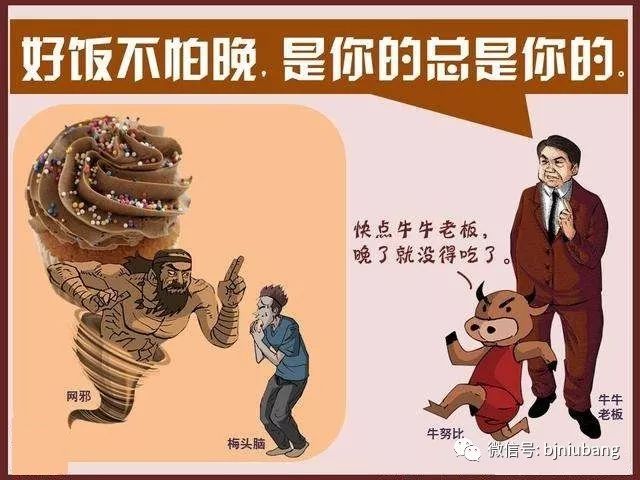 好饭不怕晚，是你的总是你的。
快点牛牛老板，
晚了就没得吃了。
网邪
梅头脑
牛努比
牛牛
老板
微信号: bjniubang